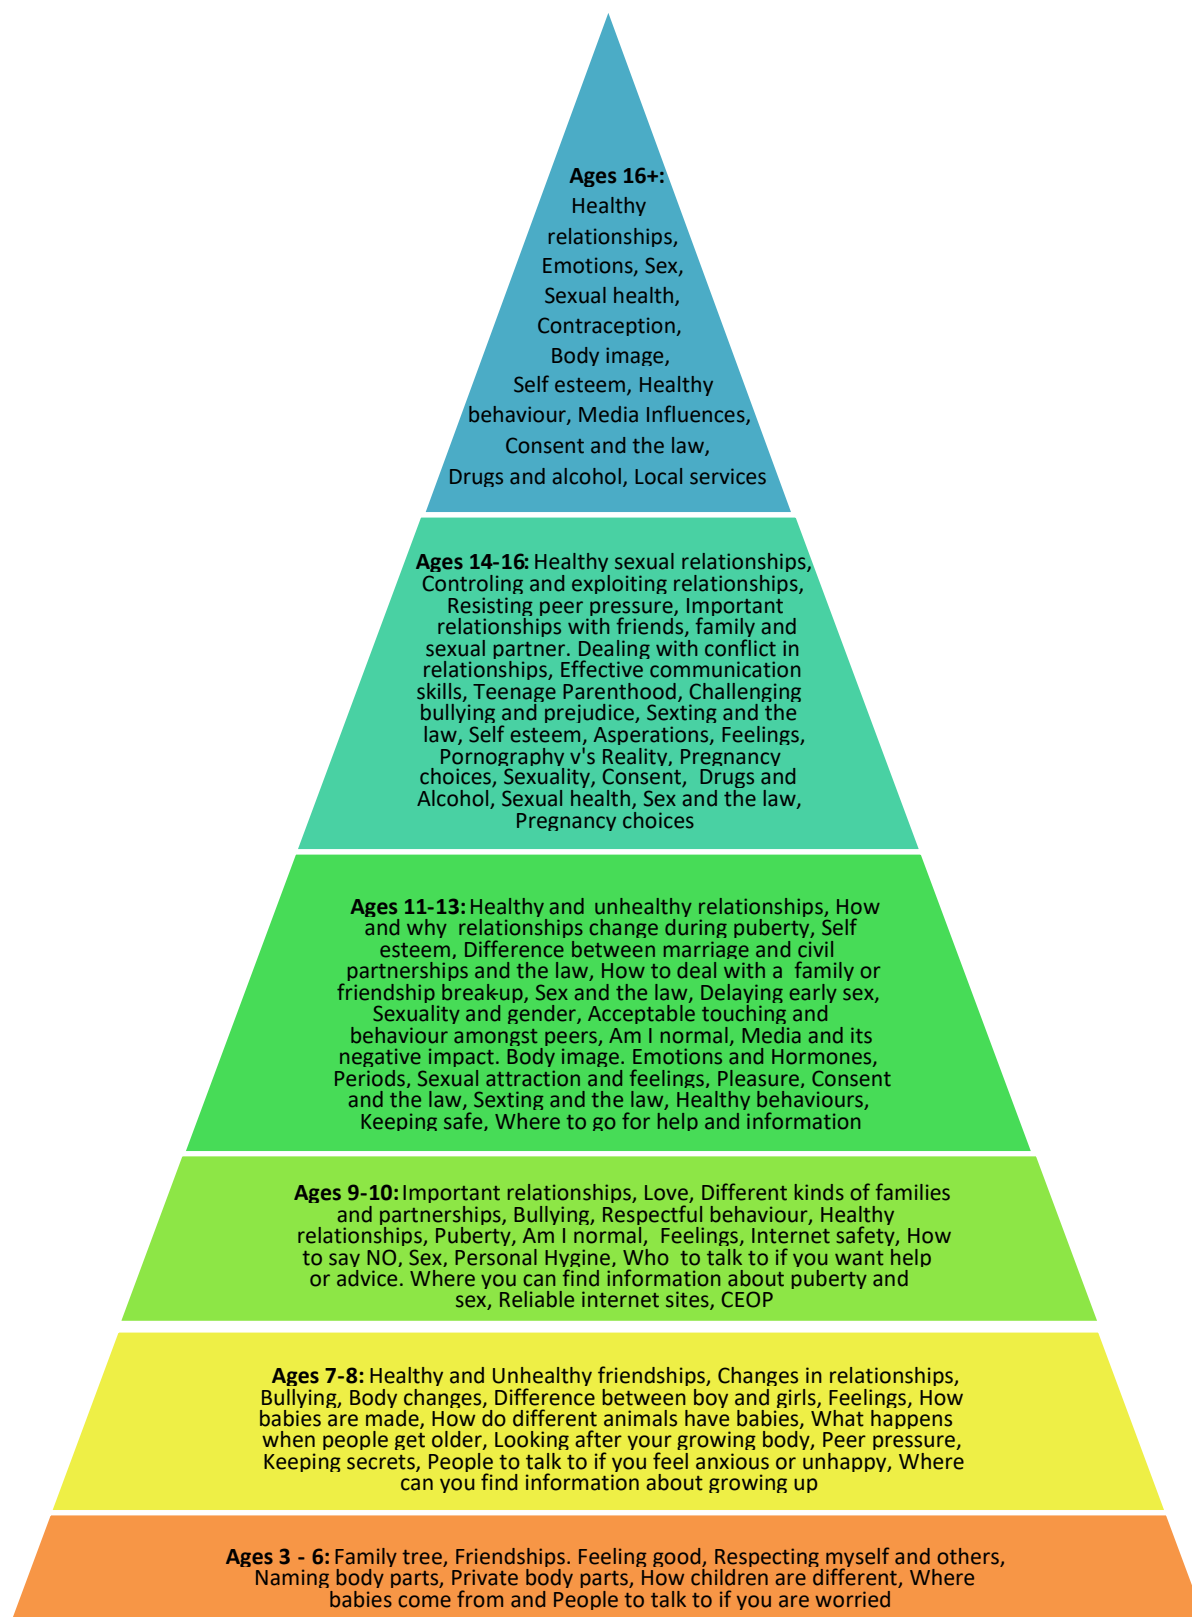 Ages 16+:
Healthy
relationships,
Emotions, Sex,
Sexual health,
Contraception,
Body image,
Self esteem, Healthy
behaviour, Media Influences,
Consent and the law,
Drugs and alcohol, Local services
Ages 14-16: Healthy sexual relationships,
Controling and exploiting relationships,
Resisting peer pressure, Important
relationships with friends, family and
sexual partner. Dealing with conflict in
relationships, Effective communication
skills, Teenage Parenthood, Challenging
bullying and prejudice, Sexting and the
law, Self esteem, Asperations, Feelings,
Pornography v's Reality, Pregnancy
choices, Sexuality, Consent, Drugs and
Alcohol, Sexual health, Sex and the law,
Pregnancy choices
Ages 11-13: Healthy and unhealthy relationships, How
and why relationships change during puberty, Self
esteem, Difference between marriage and civil
partnerships and the law, How to deal with a family or
friendship break-up, Sex and the law, Delaying early sex,
Sexuality and gender, Acceptable touching and
behaviour amongst peers, Am I normal, Media and its
negative impact. Body image. Emotions and Hormones,
Periods, Sexual attraction and feelings, Pleasure, Consent
and the law, Sexting and the law, Healthy behaviours,
Keeping safe, Where to go for help and information
Ages 9-10: Important relationships, Love, Different kinds of families
and partnerships, Bullying, Respectful behaviour, Healthy
relationships, Puberty, Am I normal, Feelings, Internet safety, How
to say NO, Sex, Personal Hygine, Who to talk to if you want help
or advice. Where you can find information about puberty and
sex, Reliable internet sites, CEOP
Ages 7-8: Healthy and Unhealthy friendships, Changes in relationships,
Bullying, Body changes, Difference between boy and girls, Feelings, How
babies are made, How do different animals have babies, What happens
when people get older, Looking after your growing body, Peer pressure,
Keeping secrets, People to talk to if you feel anxious or unhappy, Where
can you find information about growing up
Ages 3 - 6: Family tree, Friendships. Feeling good, Respecting myself and others,
Naming body parts, Private body parts, How children are different, Where
babies come from and People to talk to if you are worried